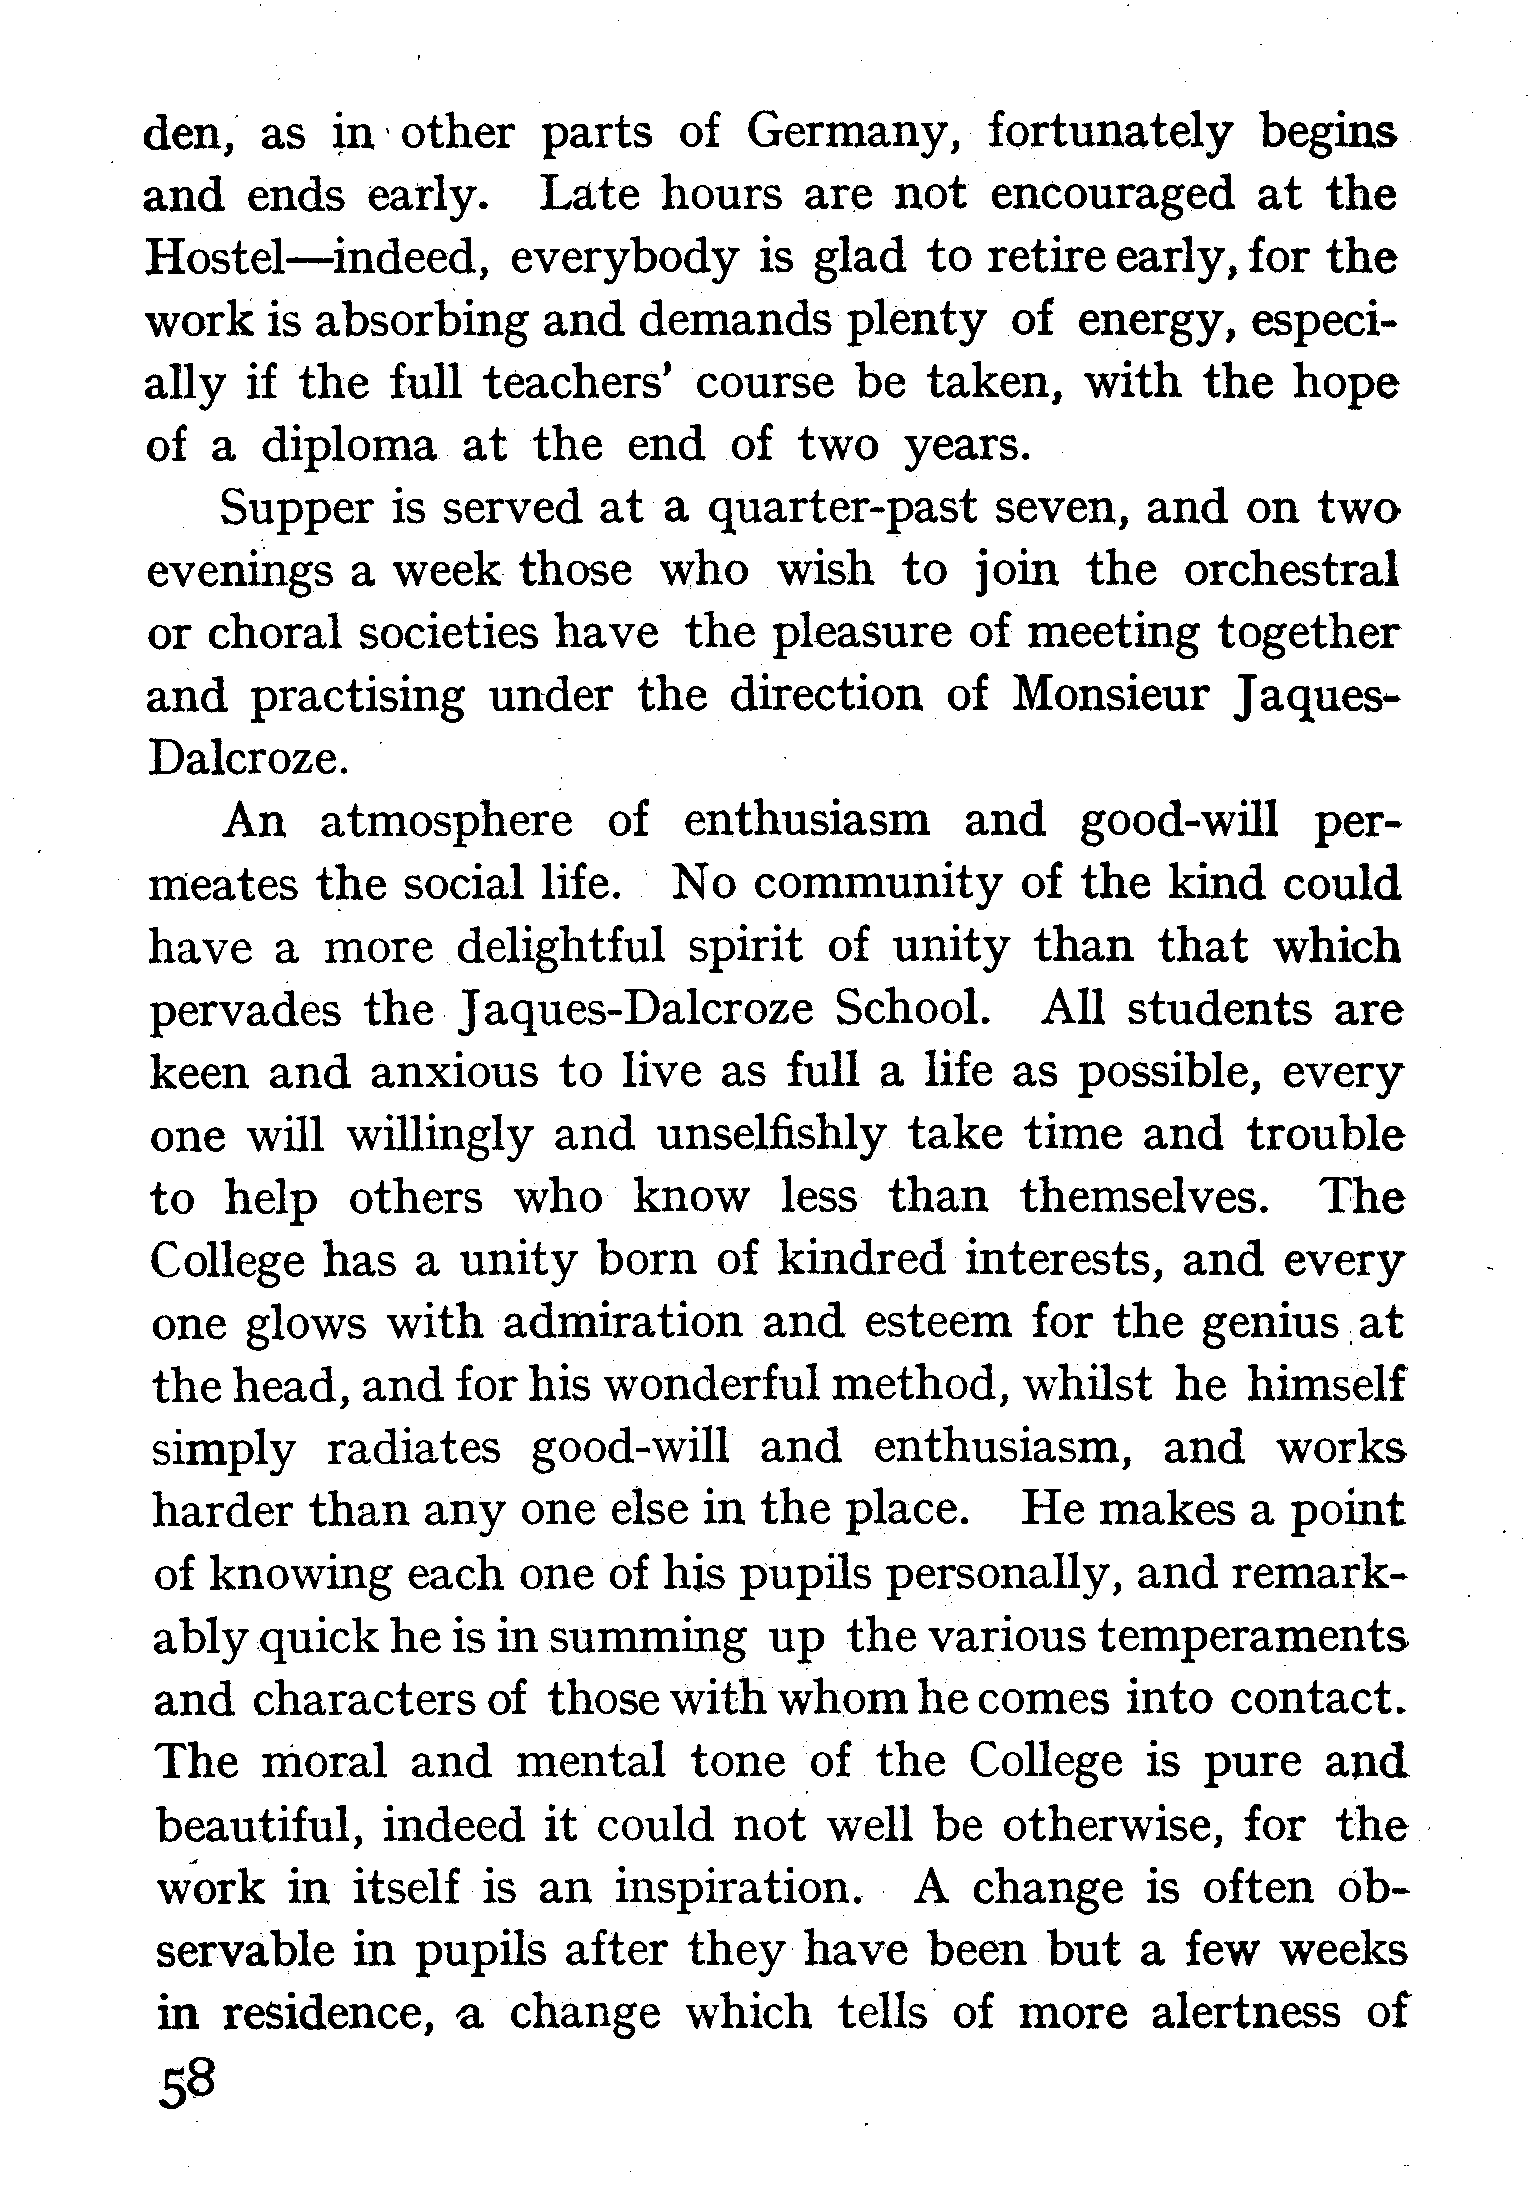 den, as in other parts of Germany, fortunately begins
and ends early. Late hours are not encouraged at the
Hostel—indeed, everybody is glad to retire early, for the
work is absorbing and demands plenty of energy, especi-
ally if the full teachers' course be taken, with the hope
of a diploma at the end of two years.
Supper is served at a quarter-past seven, and on two
evenings a week those who wish to join the orchestral
or choral societies have the pleasure of meeting together
and practising under the direction of Monsieur Jaques-
Dalcroze.
An atmosphere of enthusiasm and good-will per-
meates the social life. No community of the kind could
have a more delightful spirit of unity than that which
pervades the Jaques-Dalcroze School. All students are
keen and anxious to live as full a life as possible, every
one will willingly and unselfishly take time and trouble
to help others who know less than themselves. The
College has a unity born of kindred interests, and every
one glows with admiration and esteem for the genius at
the head, and for his wonderful method, whilst he himself
simply radiates good-will and enthusiasm, and works
harder than any one else in the place. He makes a point
of knowing each one of his pupils personally, and remark-
ably quick he is in summing up the various temperaments
and characters of those with whom he comes into contact.
The moral and mental tone of the College is pure and
beautiful, indeed it could not well be otherwise, for the
work in itself is an inspiration. A change is often ob-
servable in pupils after they have been but a few weeks
in residence, a change which tells of more alertness of
58